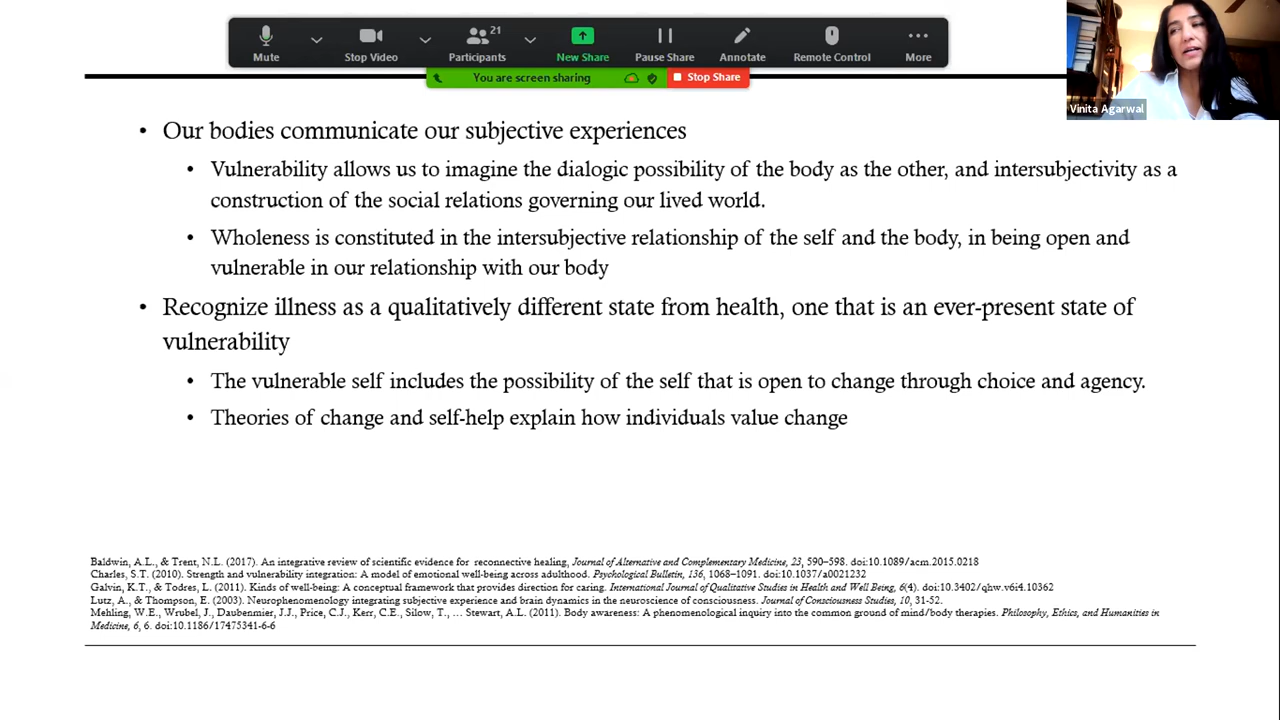 21
Mute
Stop Video
Participants
New Share
Pause Share
Annotate
Remote Control
More
You are screen sharing
Stop Share
Vinita Agarwal
• Our bodies communicate our subjective experiences
• Vulnerability allows us to imagine the dialogic possibility of the body as the other, and intersubjectivity as a
construction of the social relations governing our lived world.
• Wholeness is constituted in the intersubjective relationship of the self and the body, in being open and
vulnerable in our relationship with our body
• Recognize illness as a qualitatively different state from health, one that is an ever-present state of
vulnerability
• The vulnerable self includes the possibility of the self that is open to change through choice and agency.
• Theories of change and self-help explain how individuals value change
Baldwin, A.L., & Trent, N.L. (2017). An integrative review of scientific evidence for reconnective healing, Journal of Alternative and Complementary Medicine, 23, 590–598. doi:10.1089/acm.2015.0218
Charles, S.T. (2010). Strength and vulnerability integration: A model of emotional well-being across adulthood. Psychological Bulletin, 136, 1068–1091. doi:10.1037/a0021232
Galvin, K.T., & Todres, L. (2011). Kinds of well-being: A conceptual framework that provides direction for caring. International Journal of Qualitative Studies in Health and Well Being, 6(4). doi:10.3402/qhw.v6i4.10362
Lutz, A., & Thompson, E. (2003). Neurophenomenology integrating subjective experience and brain dynamics in the neuroscience of consciousness. Journal of Consciousness Studies, 10, 31-52.
Mehling, W.E., Wrubel, J., Daubenmier, J.J., Price, C.J., Kerr, C.E., Silow, T., … Stewart, A.L. (2011). Body awareness: A phenomenological inquiry into the common ground of mind/body therapies. Philosophy, Ethics, and Humanities in
Medicine, 6, 6. doi:10.1186/17475341-6-6